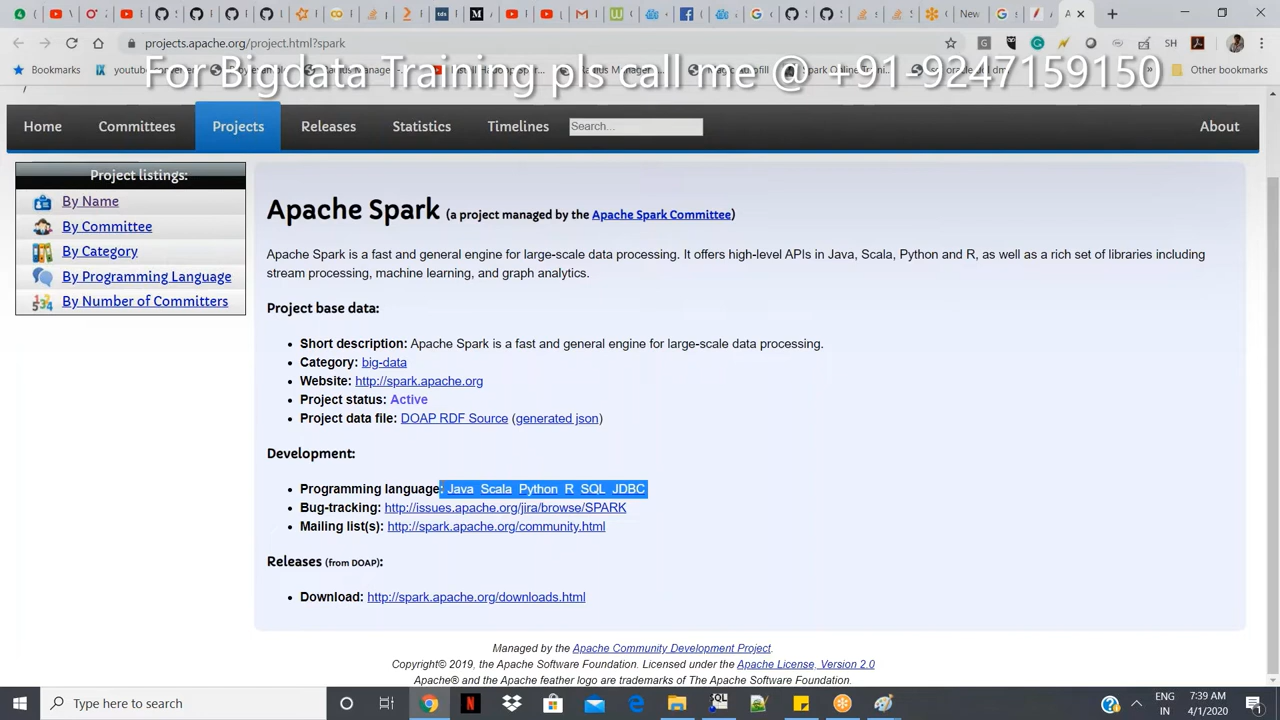 New
A
projects.apache.org/project.html?spark
SH
Bookmarks
Other bookmarks
For Bigdata Training pls call me @ +91-9247159150
Home Committees Projects Releases Statistics Timelines Search... About
Project listings:
By Name
By Committee
By Category
By Programming Language
By Number of Committers
Apache Spark (a project managed by the Apache Spark Committee)
Apache Spark is a fast and general engine for large-scale data processing. It offers high-level APIs in Java, Scala, Python and R, as well as a rich set of libraries including
stream processing, machine learning, and graph analytics.
Project base data:
Short description: Apache Spark is a fast and general engine for large-scale data processing.
Category: big-data
Website: http://spark.apache.org
Project status: Active
Project data file: DOAP RDF Source (generated json)
Development:
Programming language: Java Scala Python R SQL JDBC
Bug-tracking: http://issues.apache.org/jira/browse/SPARK
Mailing list(s): http://spark.apache.org/community.html
Releases (from DOAP):
Download: http://spark.apache.org/downloads.html
Managed by the Apache Community Development Project.
Copyright© 2019, the Apache Software Foundation. Licensed under the Apache License, Version 2.0
Apache® and the Apache feather logo are trademarks of The Apache Software Foundation.
Type here to search
ENG
IN
7:39 AM
4/1/2020